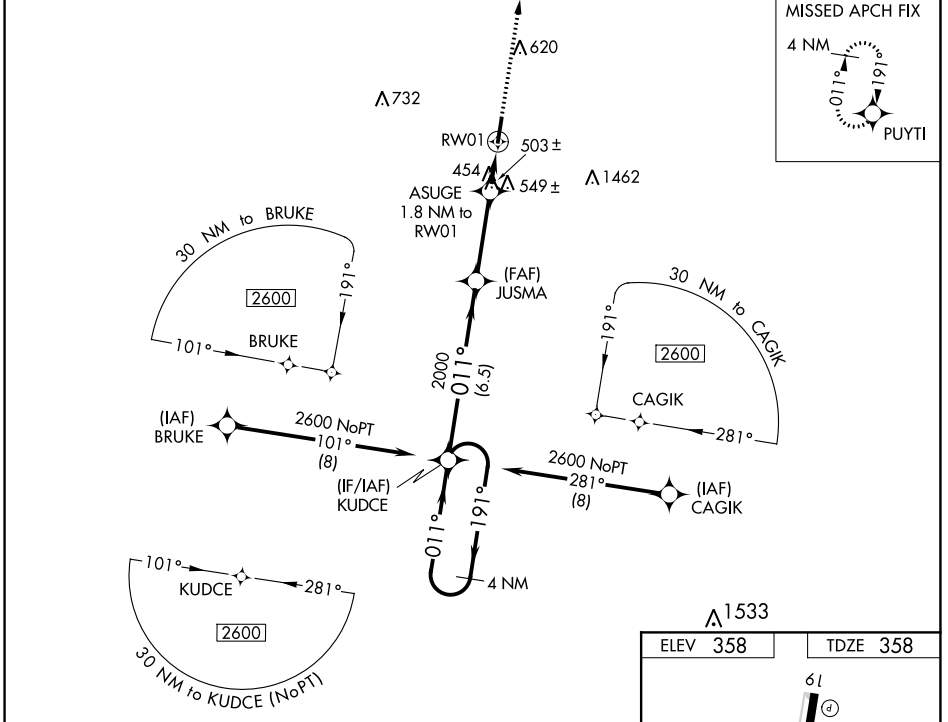 MISSED APCH FIX
4 NM
191°
011°
PUYTI
620
732
RW01
503 ±
454
549 ±
1462
ASUGE
1.8 NM to
RW01
30 NM to BRUKE
191°
2600
BRUKE
101°
(FAF)
JUSMA
30 NM to CAGIK
191°
2600
CAGIK
281°
2000
011°
(6.5)
(IAF)
BRUKE
2600 NoPT
101°
(8)
(IF/IAF)
KUDCE
2600 NoPT
281°
(8)
(IAF)
CAGIK
011°
191°
4 NM
101°
KUDCE
281°
2600
30 NM to KUDCE (NoPT)
1533
ELEV 358
TDZE 358
19
P